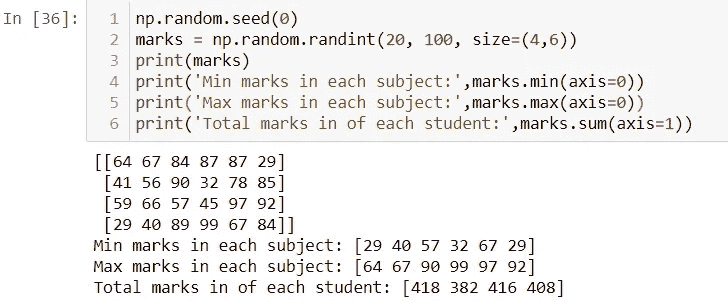 In [36]: 1 np.random.seed(0)
2 marks = np.random.randint(20, 100, size=(4,6))
3 print(marks)
4 print('Min marks in each subject:',marks.min(axis=0))
5 print('Max marks in each subject:',marks.max(axis=0))
6 print('Total marks in of each student:',marks.sum(axis=1))
[[64 67 84 87 87 29]
[41 56 90 32 78 85]
[59 66 57 45 97 92]
[29 40 89 99 67 84]]
Min marks in each subject: [29 40 57 32 67 29]
Max marks in each subject: [64 67 90 99 97 92]
Total marks in of each student: [418 382 416 408]